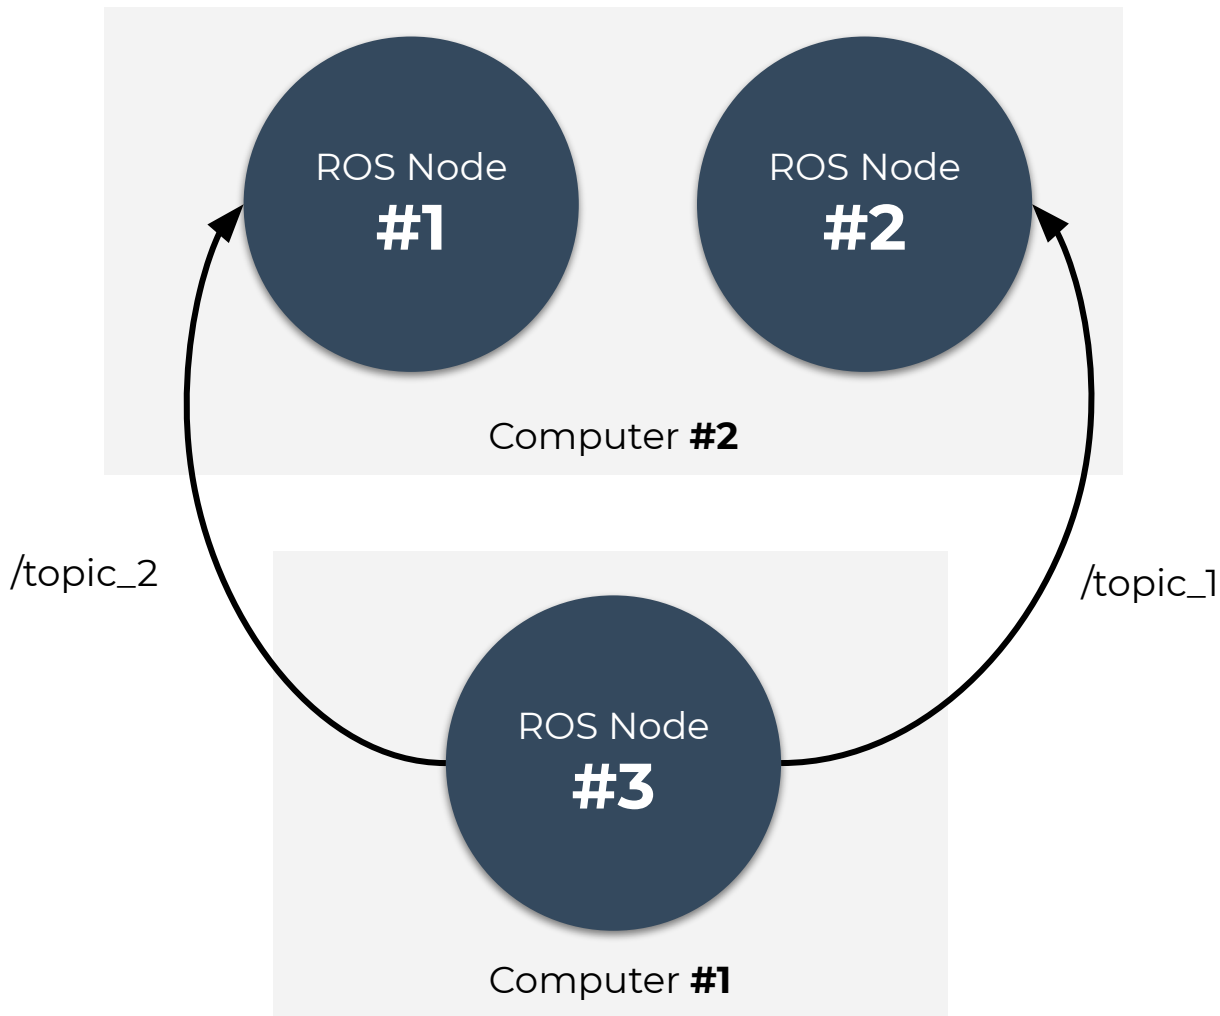 ROS Node
#1
ROS Node
#2
Computer #2
/topic_2
/topic_1
ROS Node
#3
Computer #1